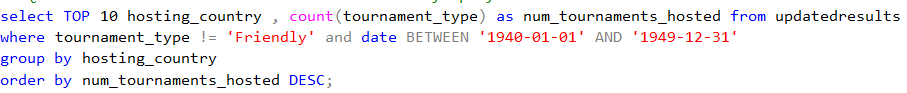 select TOP 10 hosting_country , count(tournament_type) as num_tournaments_hosted from updatedresults
where tournament_type != 'Friendly' and date BETWEEN '1940-01-01' AND '1949-12-31'
group by hosting_country
order by num_tournaments_hosted DESC;